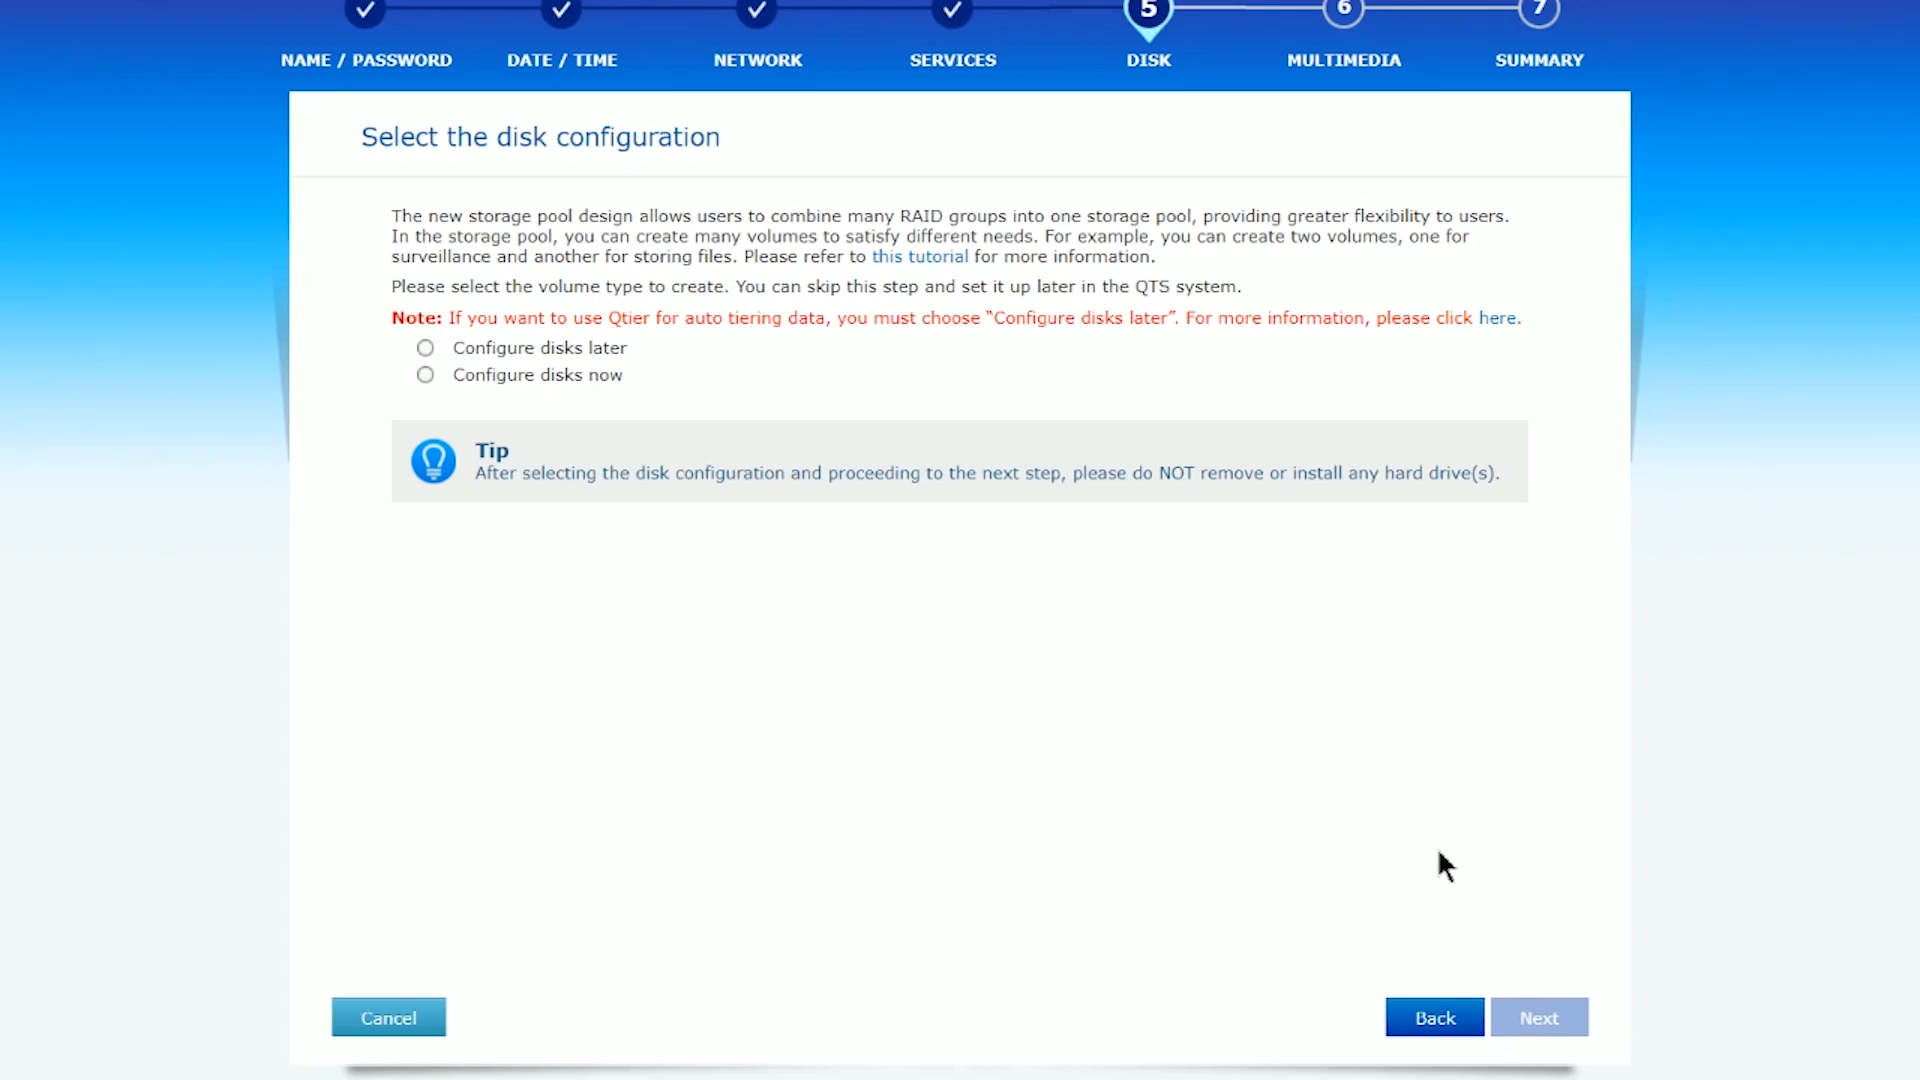 5 6 7
NAME / PASSWORD DATE / TIME NETWORK SERVICES DISK MULTIMEDIA SUMMARY
Select the disk configuration
The new storage pool design allows users to combine many RAID groups into one storage pool, providing greater flexibility to users.
In the storage pool, you can create many volumes to satisfy different needs. For example, you can create two volumes, one for
surveillance and another for storing files. Please refer to this tutorial for more information.
Please select the volume type to create. You can skip this step and set it up later in the QTS system.
Note: If you want to use Qtier for auto tiering data, you must choose “Configure disks later”. For more information, please click here.
Configure disks later
Configure disks now
Tip
After selecting the disk configuration and proceeding to the next step, please do NOT remove or install any hard drive(s).
Cancel Back Next